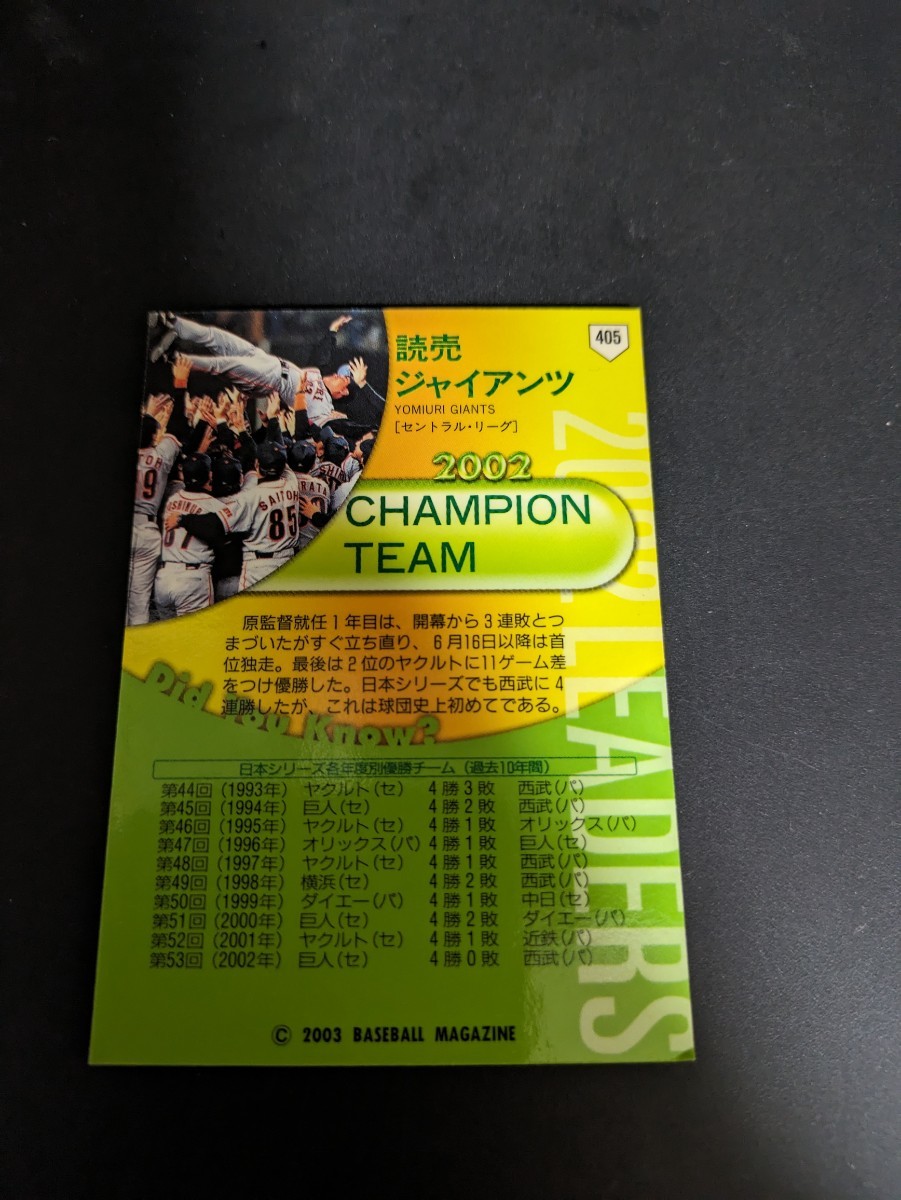 405
読売
ジャイアンツ
YOMIURI GIANTS
[セントラル・リーグ]
2002
CHAMPION
TEAM
2002 LEADERS
SAITOH
85
原監督就任1年目は、開幕から3連敗とつ
まづいたがすぐ立ち直り、6月16日以降は首
位独走。最後は2位のヤクルトに11ゲーム差
をつけ優勝した。日本シリーズでも西武に4
連勝したが、これは球団史上初めてである。
Did You Know?
日本シリーズ各年度別優勝チーム(過去10年間)
第44回(1993年) ヤクルト(セ) 4勝3敗 西武(パ)
第45回(1994年) 巨人(セ) 4勝2敗 西武(パ)
第46回(1995年) ヤクルト(セ) 4勝1敗 オリックス(パ)
第47回(1996年) オリックス(パ) 4勝1敗 巨人(セ)
第48回(1997年) ヤクルト(セ) 4勝1敗 西武(パ)
第49回(1998年) 横浜(セ) 4勝2敗 西武(パ)
第50回(1999年) ダイエー(パ) 4勝1敗 中日(セ)
第51回(2000年) 巨人(セ) 4勝2敗 ダイエー(パ)
第52回(2001年) ヤクルト(セ) 4勝1敗 近鉄(パ)
第53回(2002年) 巨人(セ) 4勝0敗 西武(パ)
© 2003 BASEBALL MAGAZINE